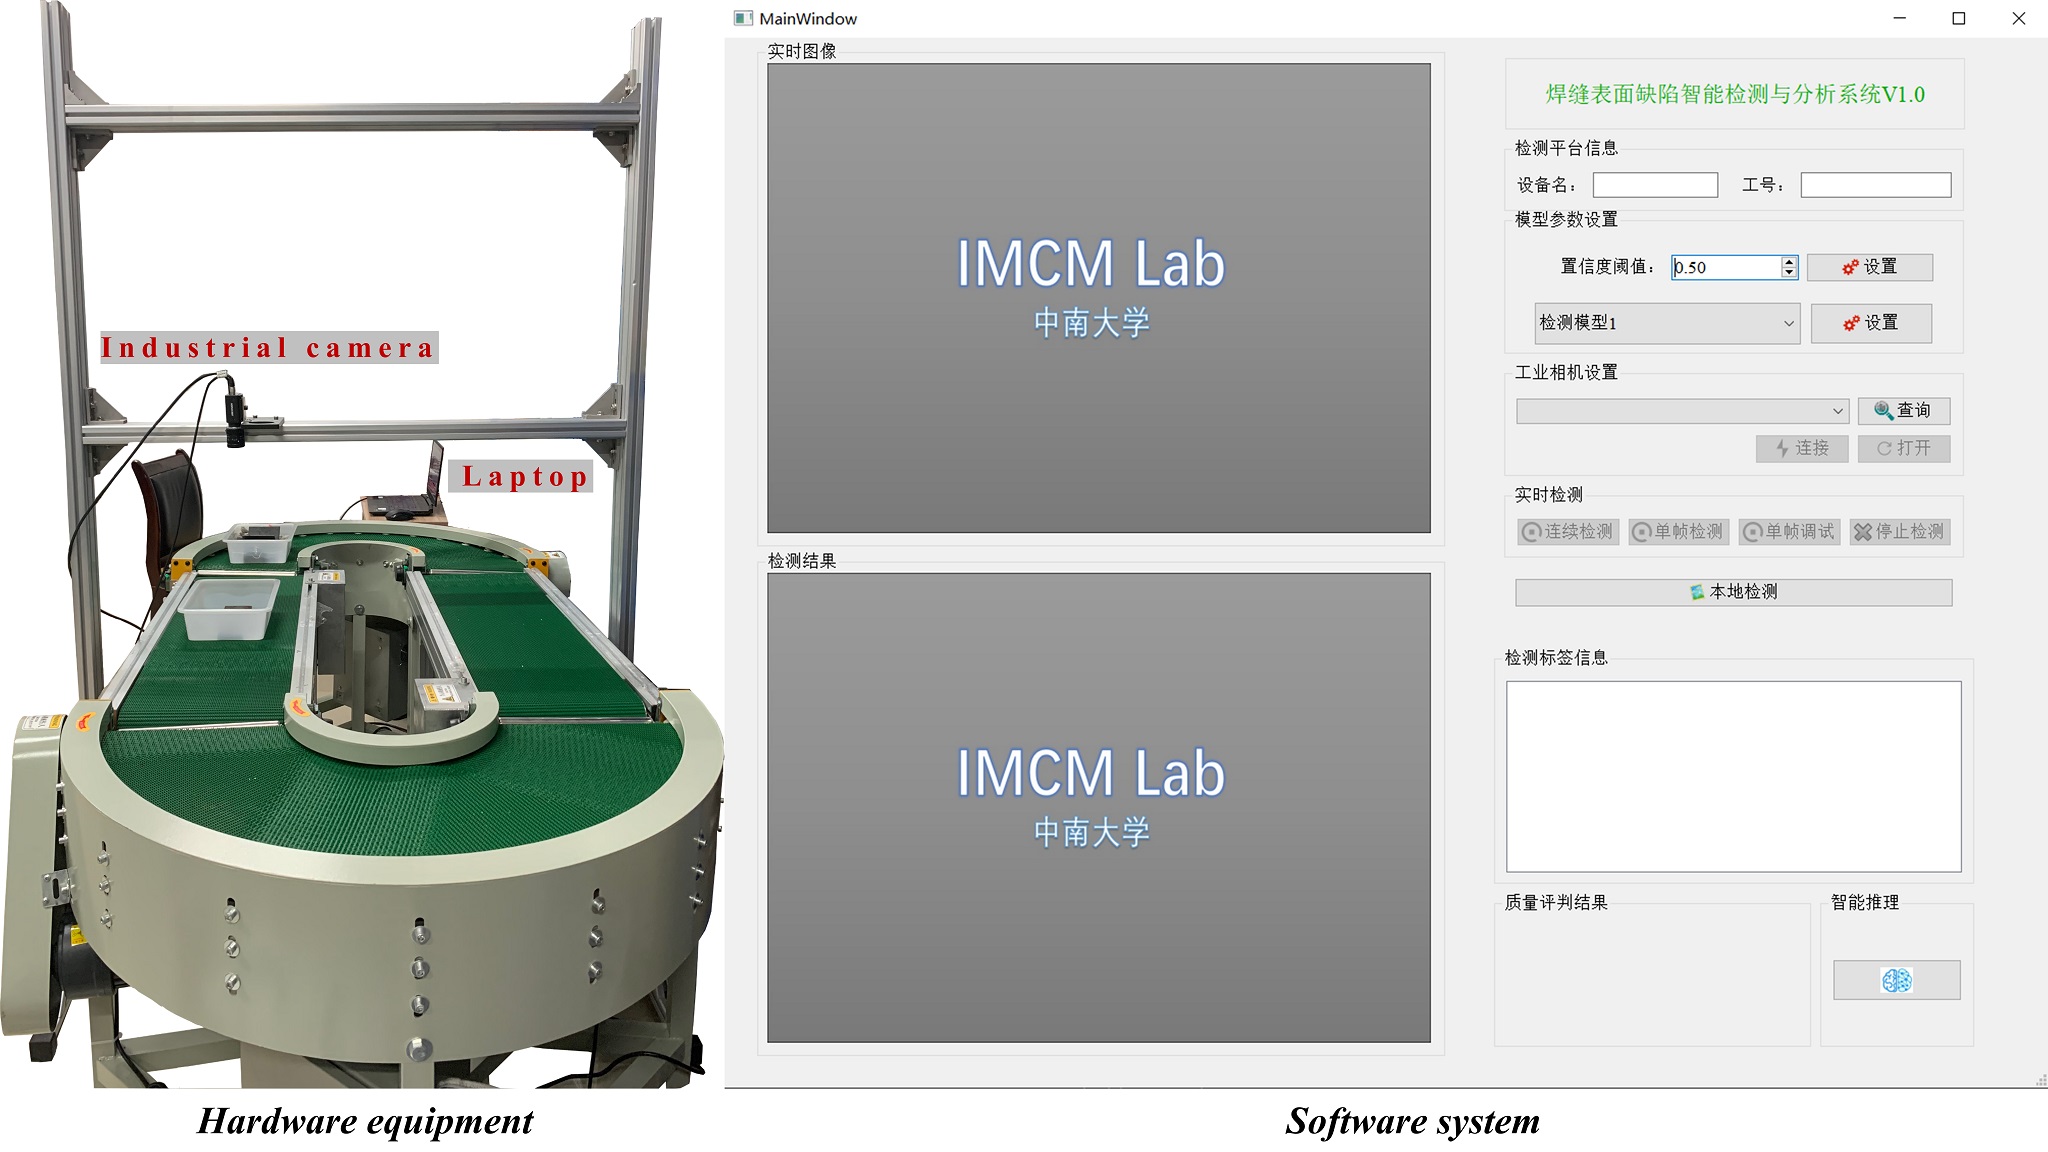 Industrial camera
Laptop
Hardware equipment
MainWindow
实时图像
IMCM Lab
中南大学
检测结果
IMCM Lab
中南大学
焊缝表面缺陷智能检测与分析系统V1.0
检测平台信息
设备名： 工号：
模型参数设置
置信度阈值： 0.50 设置
检测模型1 设置
工业相机设置
查询
连接 打开
实时检测
连续检测 单帧检测 单帧调试 停止检测
本地检测
检测标签信息
质量评判结果 智能推理
Software system